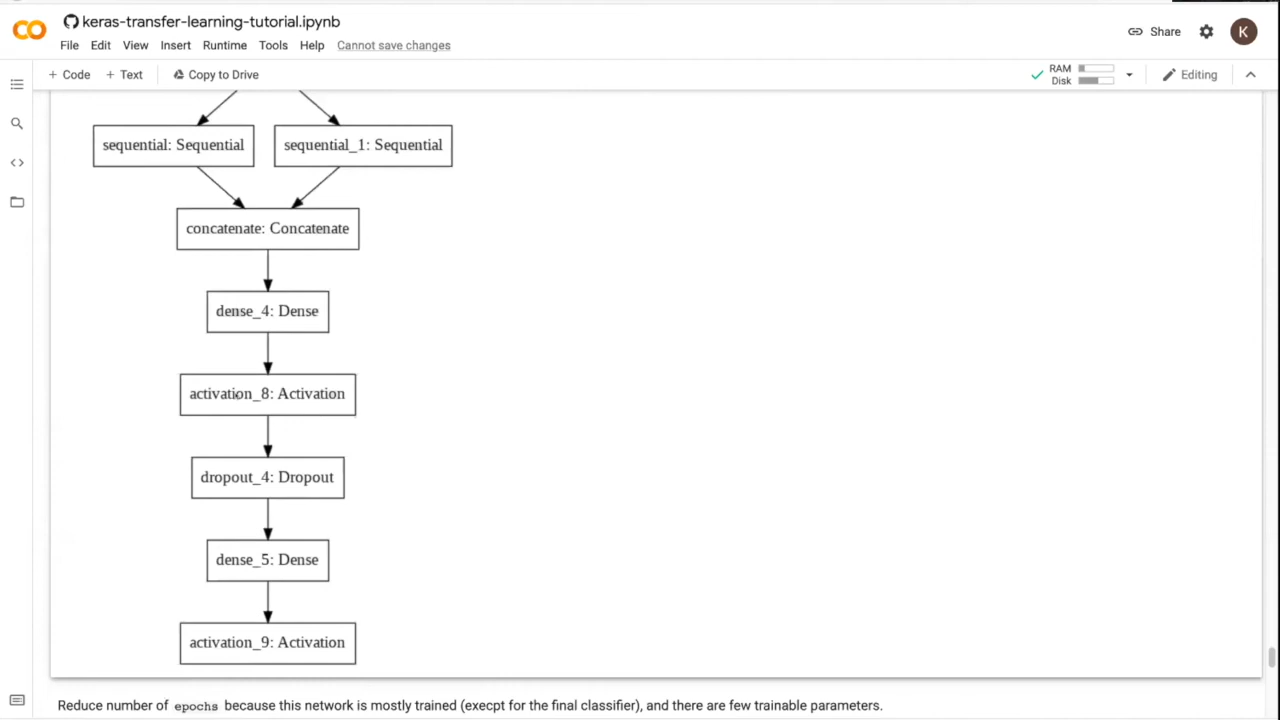 keras-transfer-learning-tutorial.ipynb
File Edit View Insert Runtime Tools Help Cannot save changes
Share
K
+ Code + Text Copy to Drive
RAM
Disk
Editing
sequential: Sequential
sequential_1: Sequential
concatenate: Concatenate
dense_4: Dense
activation_8: Activation
dropout_4: Dropout
dense_5: Dense
activation_9: Activation
Reduce number of epochs because this network is mostly trained (execpt for the final classifier), and there are few trainable parameters.